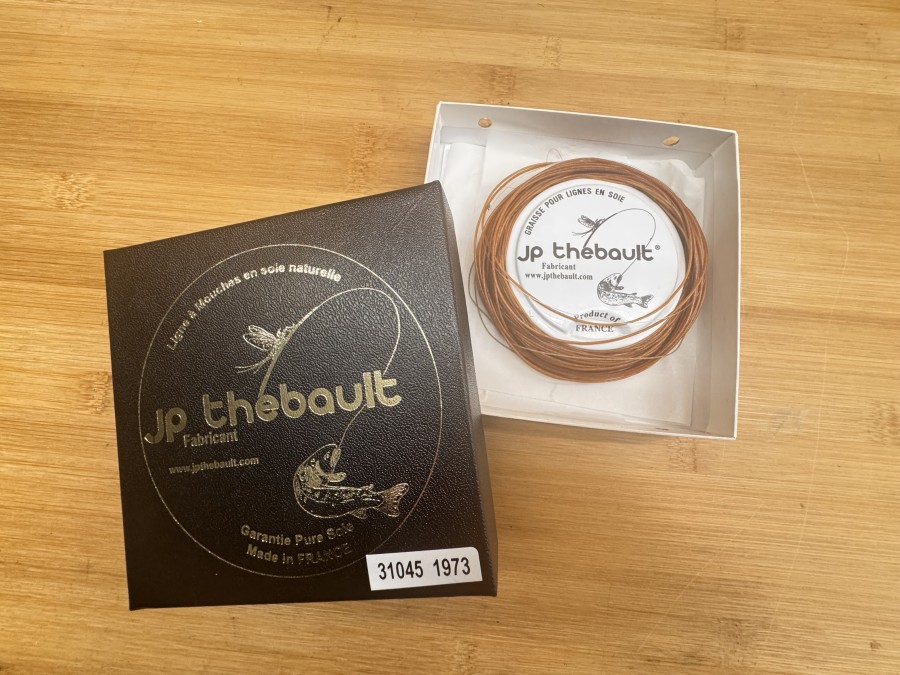 Ligne à Mouches en soie naturelle
JP thebault
Fabricant
www.jpthebault.com
Garantie Pure Soie
Made in FRANCE
31045 1973
GRAISSE POUR LIGNES EN SOIE
JP thebault®
Fabricant
www.jpthebault.com
Product of
FRANCE